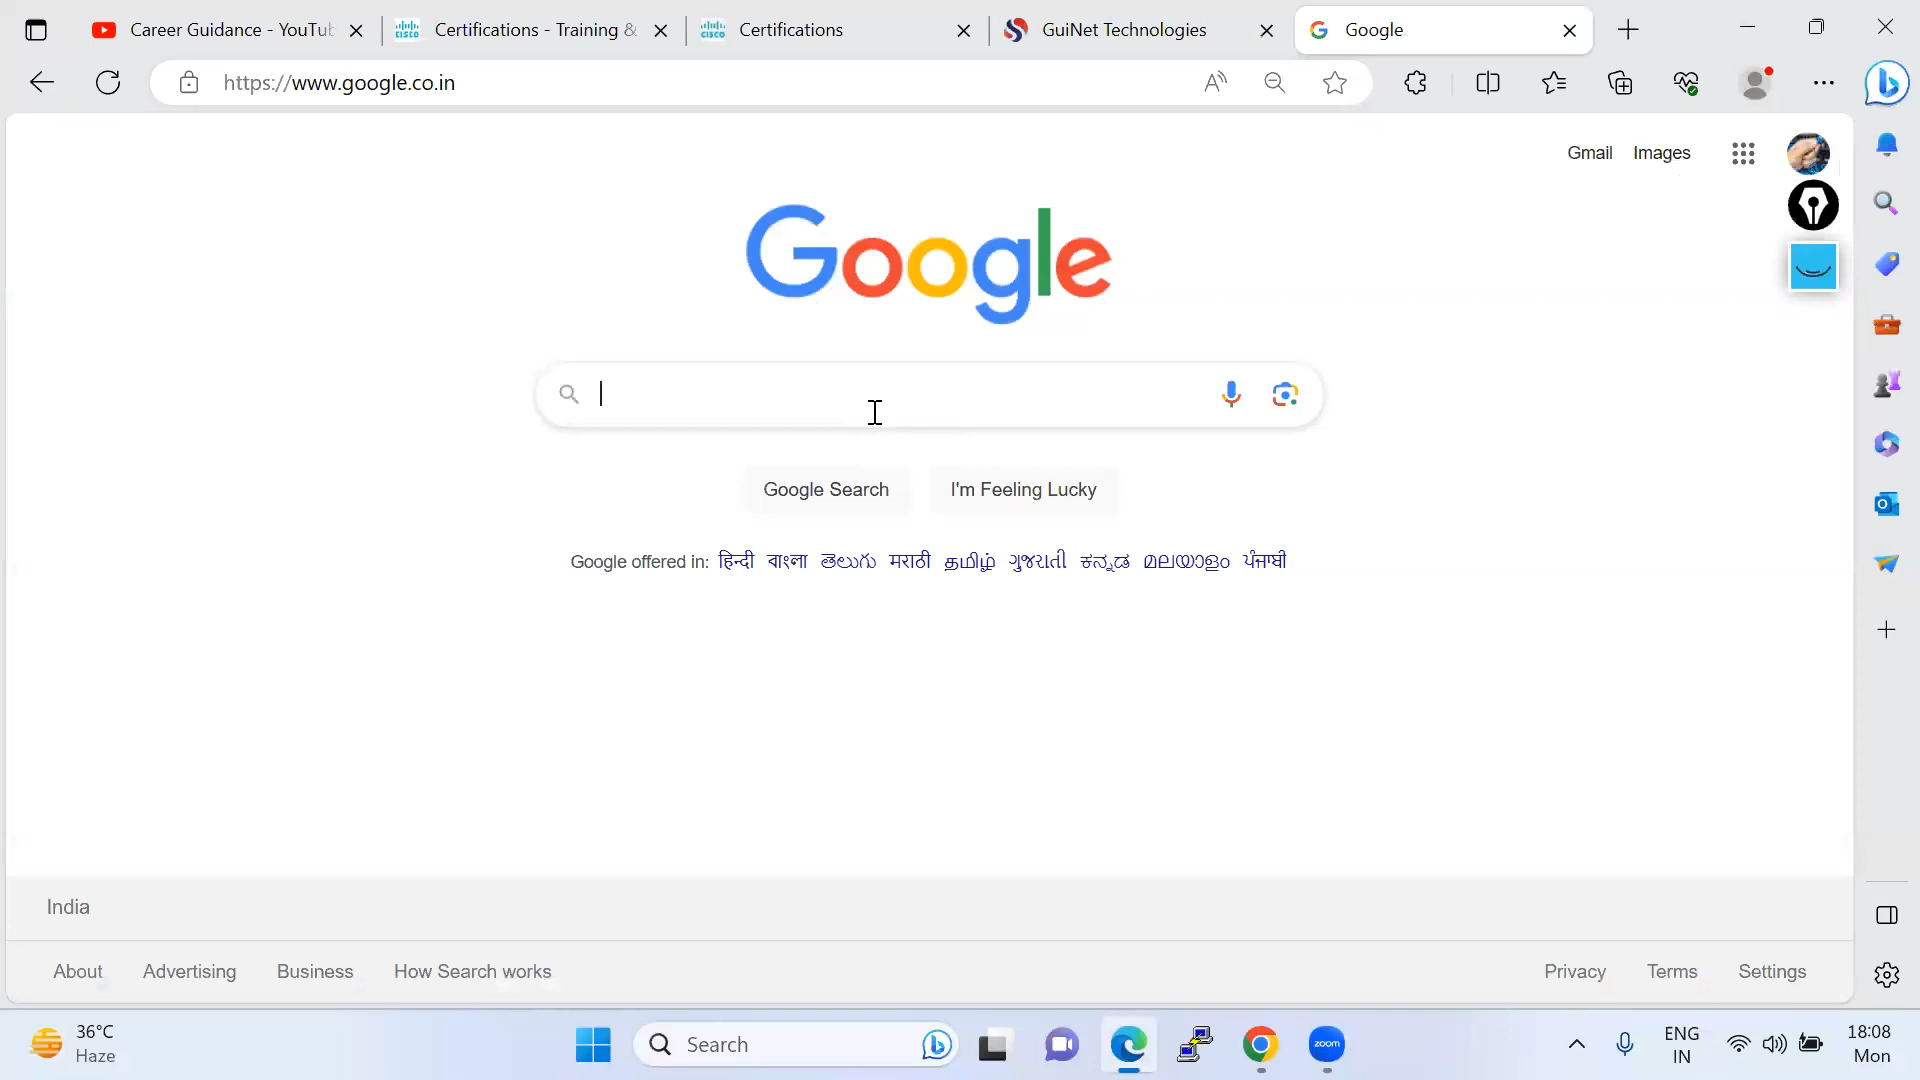 Career Guidance - YouTub
Certifications - Training &
Certifications
GuiNet Technologies
Google
https://www.google.co.in
Gmail Images
Google
Google Search I'm Feeling Lucky
Google offered in: हिन्दी বাংলা తెలుగు मराठी தமிழ் ગુજરાતી ಕನ್ನಡ മലയാളം ਪੰਜਾਬੀ
India
About Advertising Business How Search works Privacy Terms Settings
36°C
Haze
Search
zoom
ENG
IN
18:08
Mon